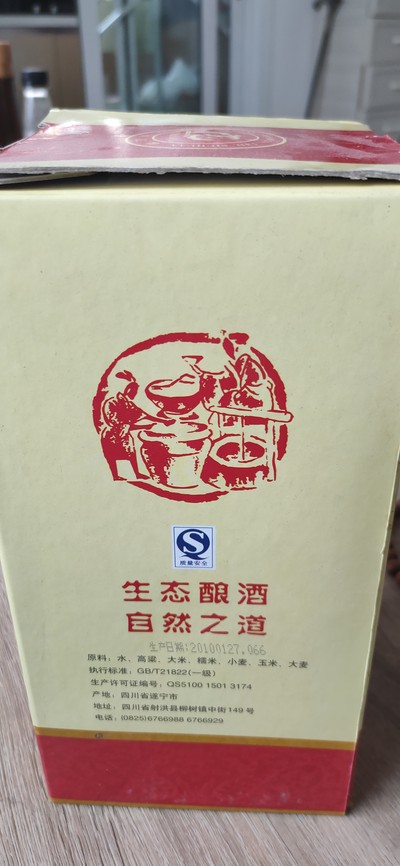 质量安全
生态酿酒
自然之道
生产日期:20100127.066
原料：水、高粱、大米、糯米、小麦、玉米、大麦
执行标准：GB/T21822(一级)
生产许可证编号，QS5100 1501 3174
产地：四川省遂宁市
地址：四川省射洪县柳树镇中街149号
电话：(0825)6766988 6766929